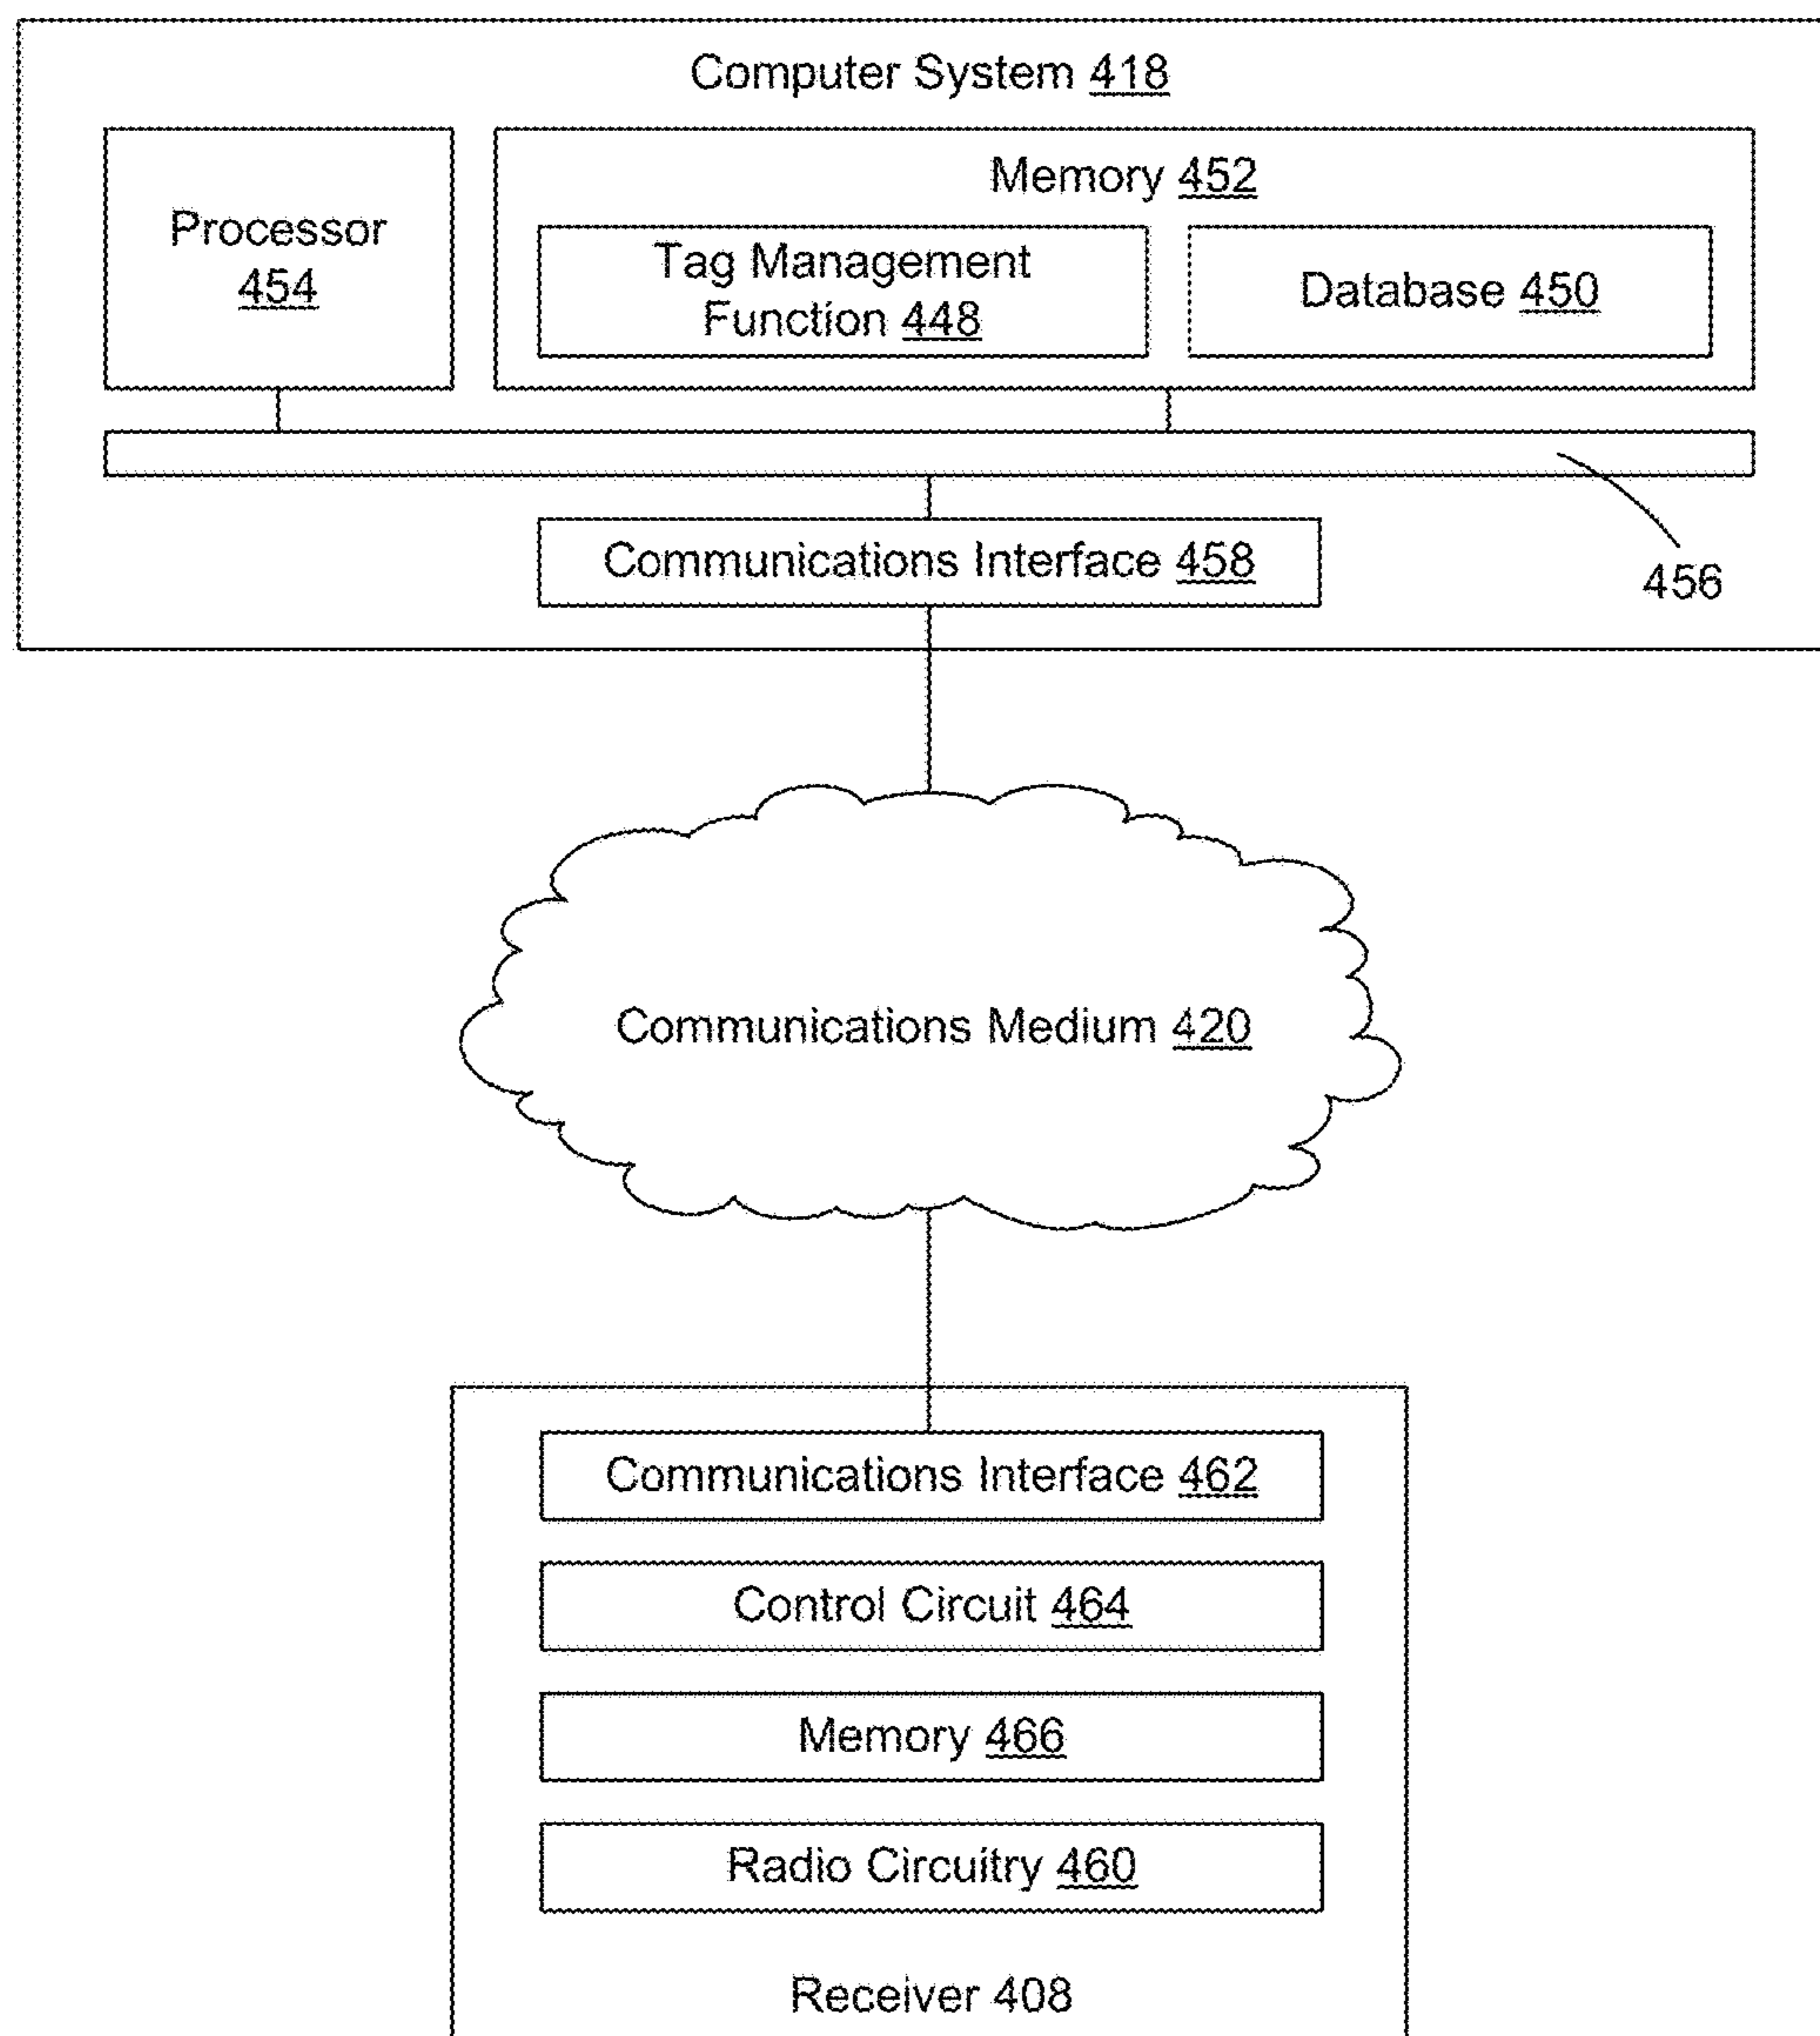 Computer System 418
Memory 452
Processor
454
Tag Management
Function 448
Database 450
Communications Interface 458
456
Communications Medium 420
Communications Interface 462
Control Circuit 464
Memory 466
Radio Circuitry 460
Receiver 408